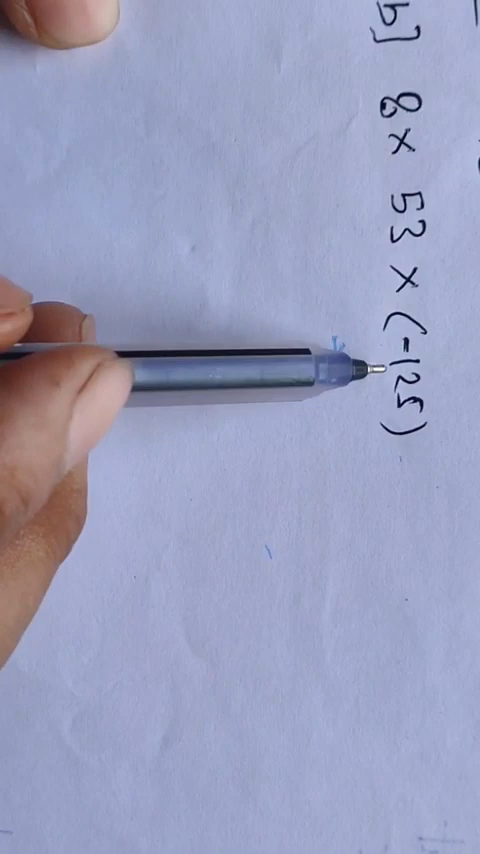 b] 8 × 53 × (-125)